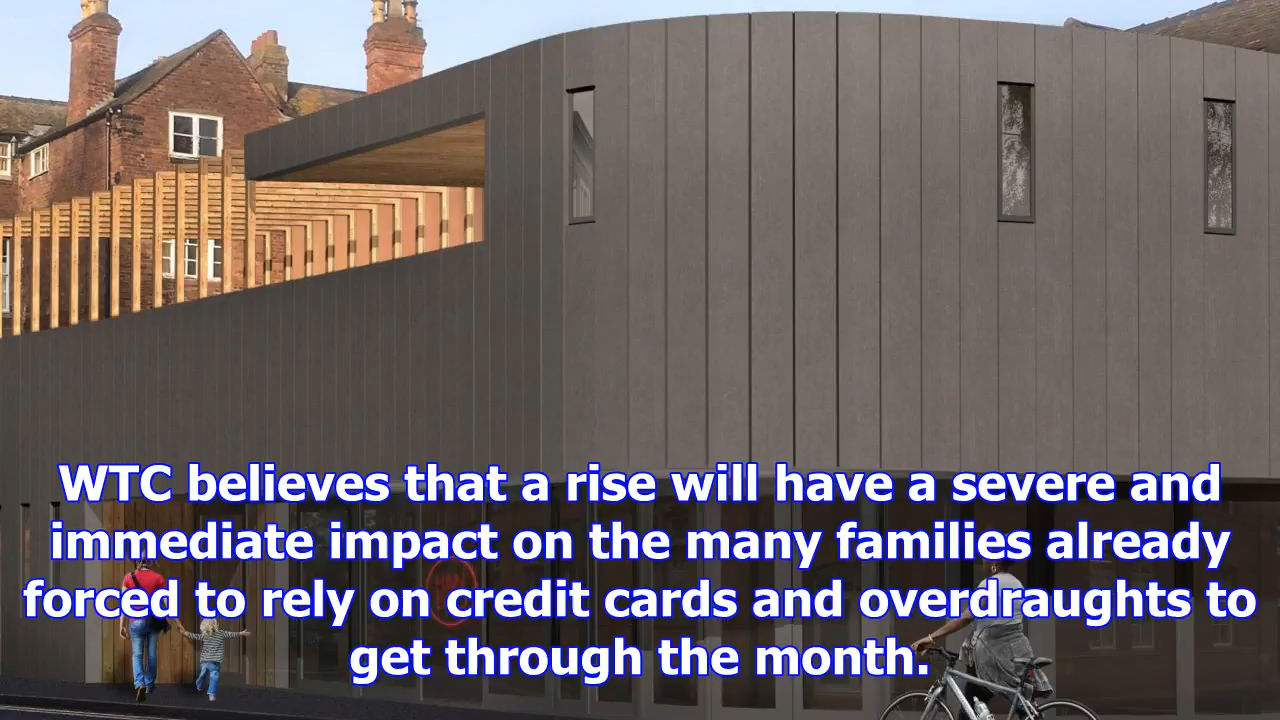 WTC believes that a rise will have a severe and
immediate impact on the many families already
forced to rely on credit cards and overdraughts to
get through the month.